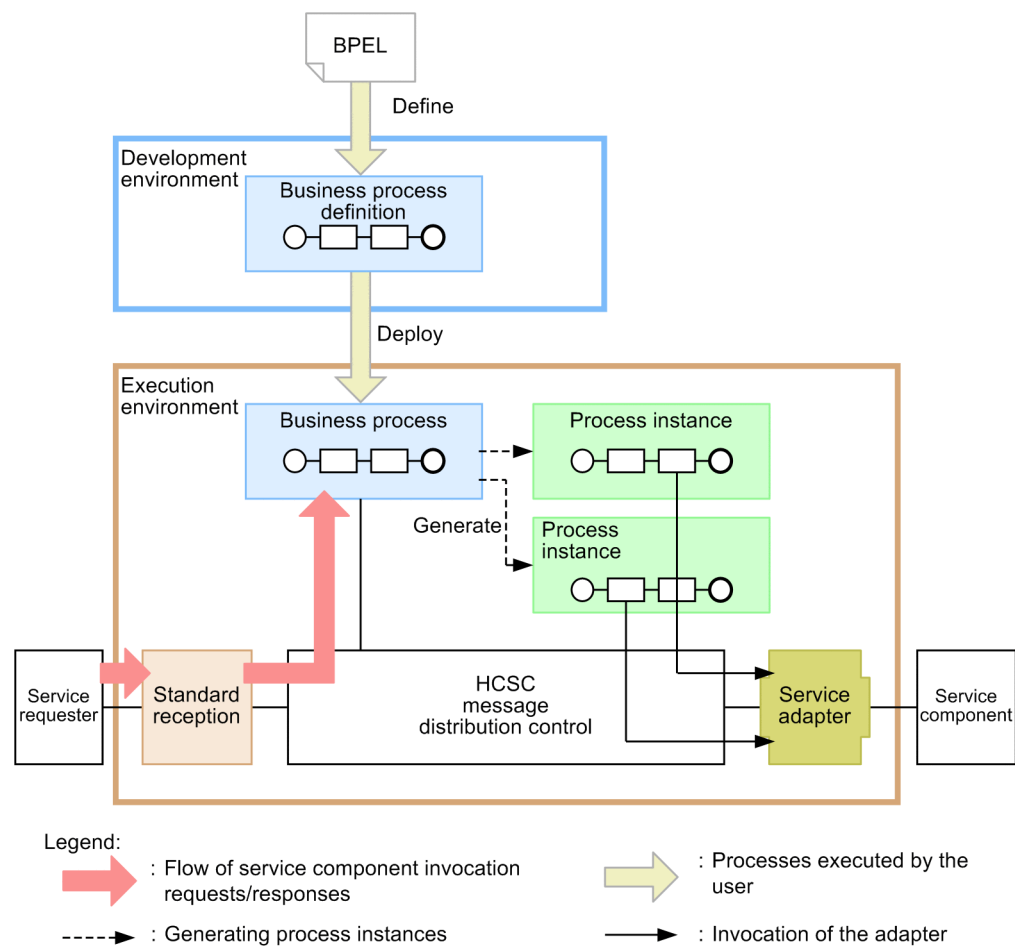 BPEL
Define
Development
environment
Business process
definition
Deploy
Execution
environment
Business process
Process instance
Generate
Process
instance
Service
requester
Standard
reception
HCSC
message
distribution control
Service
adapter
Service
component
Legend:
: Flow of service component invocation
requests/responses
: Processes executed by the
user
: Generating process instances
: Invocation of the adapter